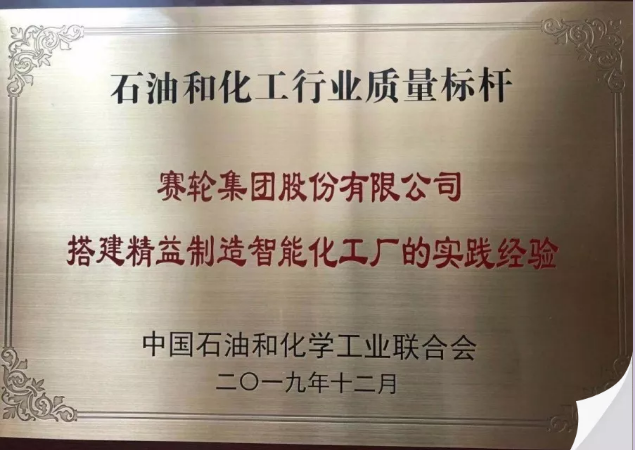 石油和化工行业质量标杆
赛轮集团股份有限公司
搭建精益制造智能化工厂的实践经验
中国石油和化学工业联合会
二〇一九年十二月